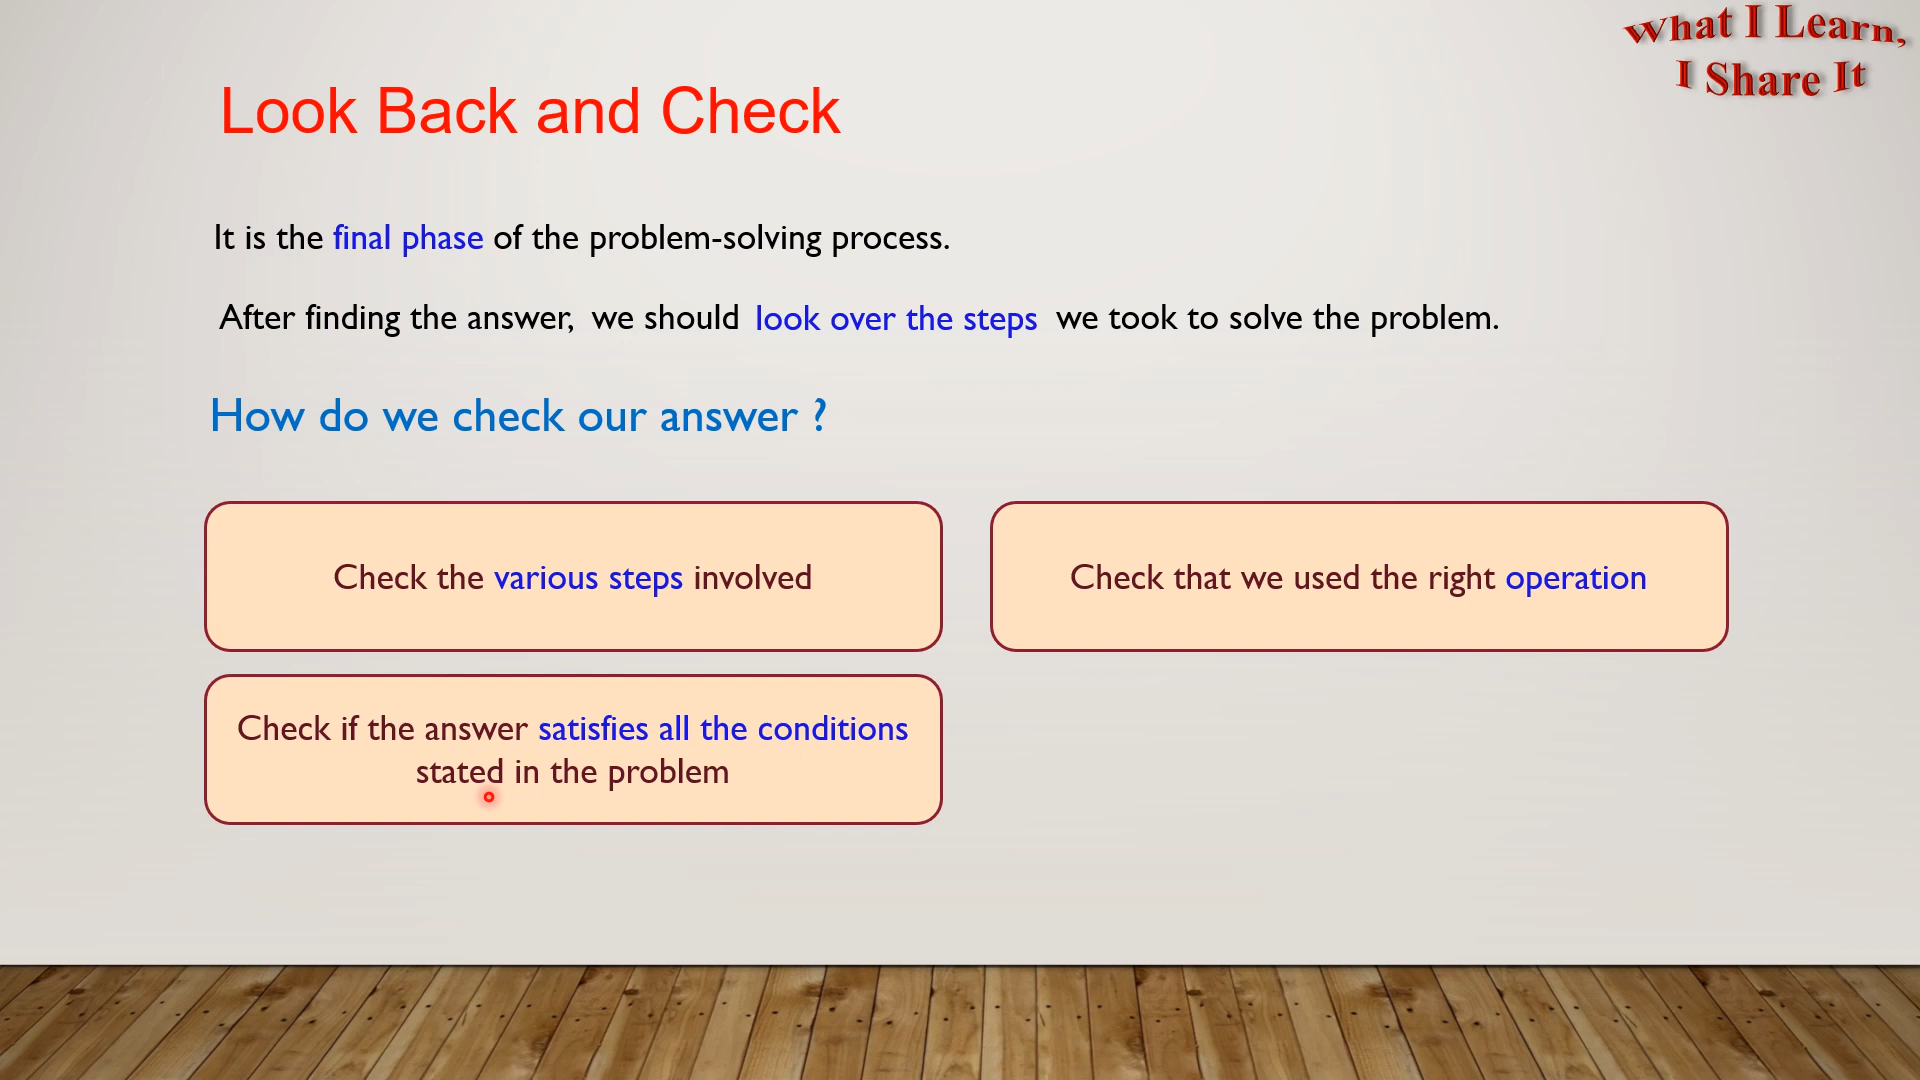 What I Learn,
I Share It
Look Back and Check
It is the final phase of the problem-solving process.
After finding the answer, we should look over the steps we took to solve the problem.
How do we check our answer ?
Check the various steps involved
Check that we used the right operation
Check if the answer satisfies all the conditions
stated in the problem